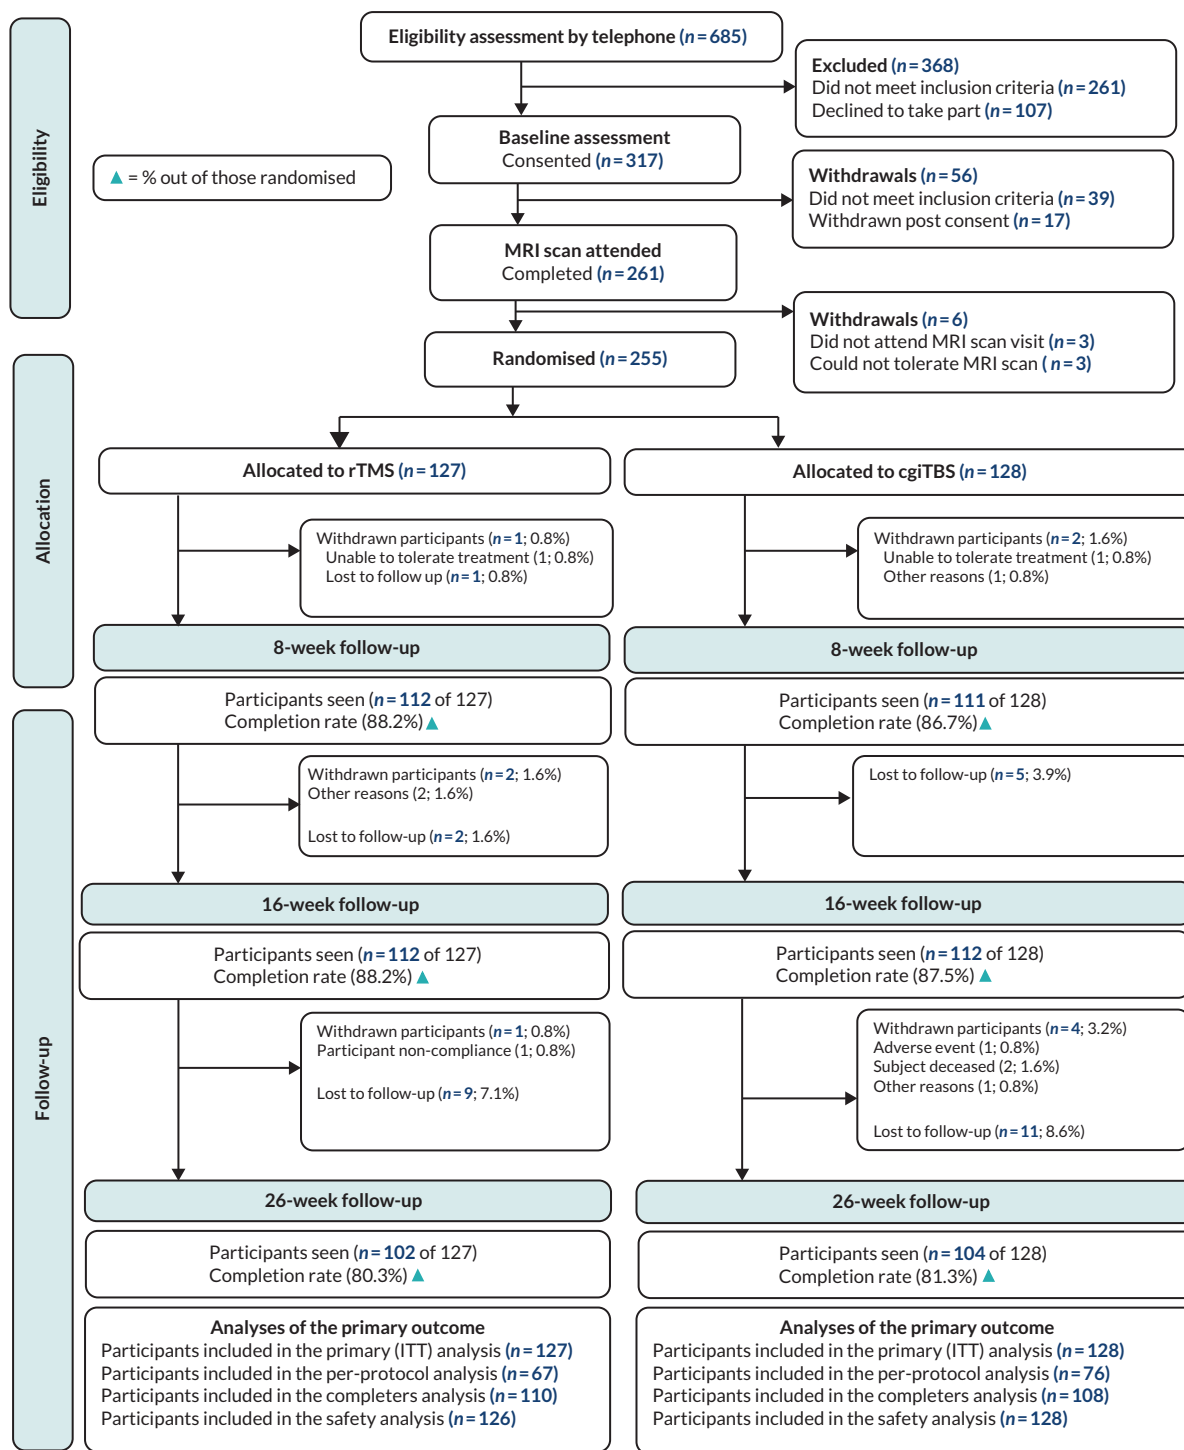 Eligibility
Eligibility assessment by telephone (n=685)
Excluded (n=368)
Did not meet inclusion criteria (n=261)
Declined to take part (n=107)
Baseline assessment
Consented (n=317)
▲ = % out of those randomised
Withdrawals (n=56)
Did not meet inclusion criteria (n=39)
Withdrawn post consent (n=17)
MRI scan attended
Completed (n=261)
Withdrawals (n=6)
Did not attend MRI scan visit (n=3)
Could not tolerate MRI scan ( n=3)
Randomised (n=255)
Allocation
Allocated to rTMS (n=127)
Allocated to cgiTBS (n=128)
Withdrawn participants (n=1; 0.8%)
Unable to tolerate treatment (1; 0.8%)
Lost to follow up (n=1; 0.8%)
Withdrawn participants (n=2; 1.6%)
Unable to tolerate treatment (1; 0.8%)
Other reasons (1; 0.8%)
8-week follow-up
8-week follow-up
Follow-up
Participants seen (n=112 of 127)
Completion rate (88.2%) ▲
Participants seen (n=111 of 128)
Completion rate (86.7%) ▲
Withdrawn participants (n=2; 1.6%)
Other reasons (2; 1.6%)
Lost to follow-up (n=2; 1.6%)
Lost to follow-up (n=5; 3.9%)
16-week follow-up
16-week follow-up
Participants seen (n=112 of 127)
Completion rate (88.2%) ▲
Participants seen (n=112 of 128)
Completion rate (87.5%) ▲
Withdrawn participants (n=1; 0.8%)
Participant non-compliance (1; 0.8%)
Lost to follow-up (n=9; 7.1%)
Withdrawn participants (n=4; 3.2%)
Adverse event (1; 0.8%)
Subject deceased (2; 1.6%)
Other reasons (1; 0.8%)
Lost to follow-up (n=11; 8.6%)
26-week follow-up
26-week follow-up
Participants seen (n=102 of 127)
Completion rate (80.3%) ▲
Participants seen (n=104 of 128)
Completion rate (81.3%) ▲
Analyses of the primary outcome
Participants included in the primary (ITT) analysis (n=127)
Participants included in the per-protocol analysis (n=67)
Participants included in the completers analysis (n=110)
Participants included in the safety analysis (n=126)
Analyses of the primary outcome
Participants included in the primary (ITT) analysis (n=128)
Participants included in the per-protocol analysis (n=76)
Participants included in the completers analysis (n=108)
Participants included in the safety analysis (n=128)